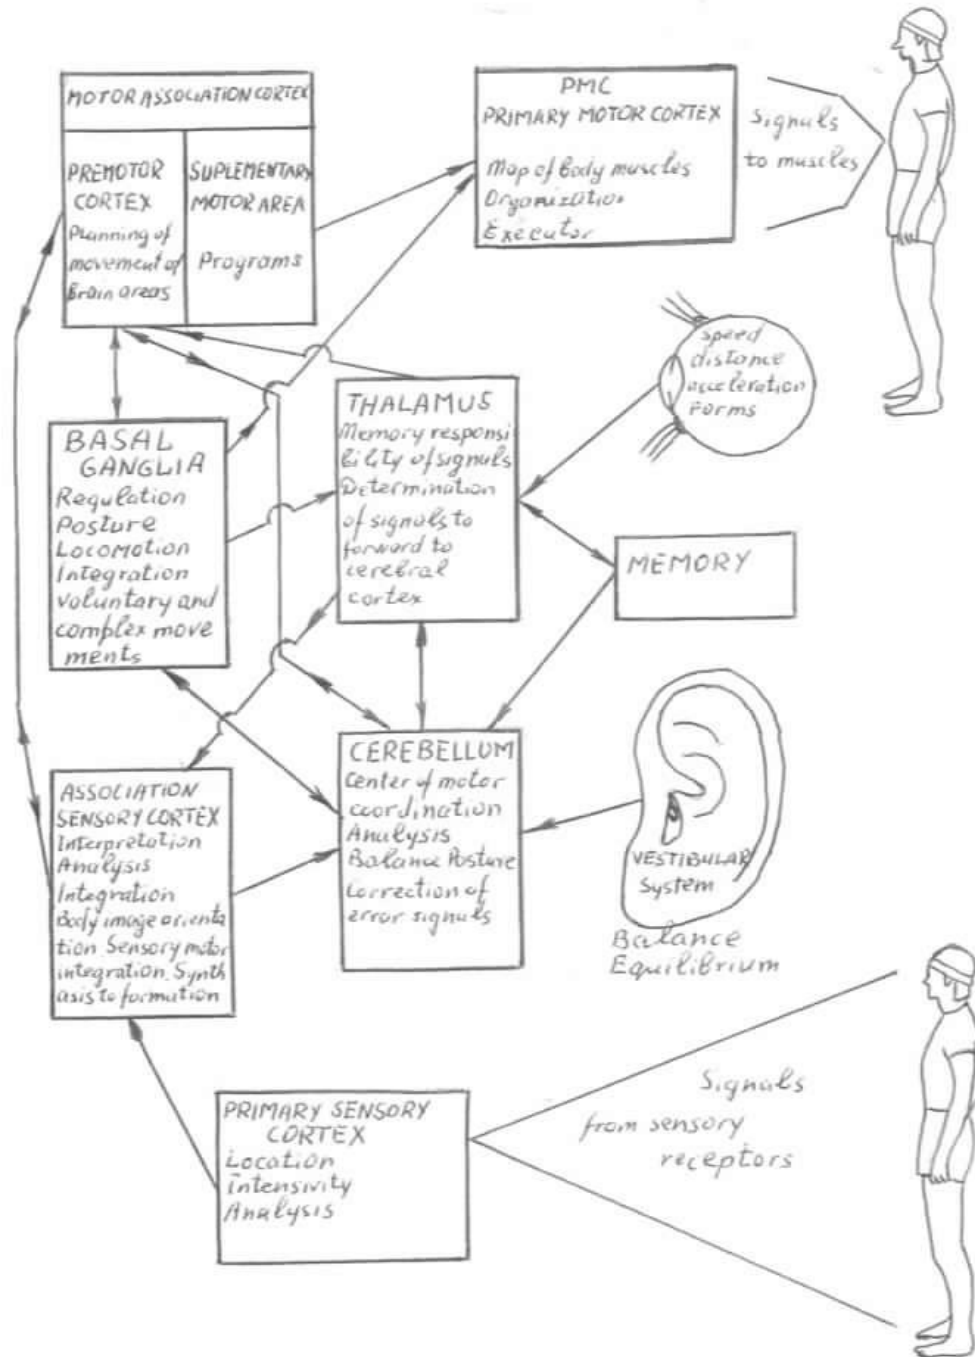 MOTOR ASSOCIATION CORTEX
PREMOTOR
CORTEX
Planning of
movement of
Brain areas
SUPLEMENTARY
MOTOR AREA
Programs
PMC
PRIMARY MOTOR CORTEX
Map of Body muscles
Organization
Executor
Signals
to muscles
speed
distance
acceleration
Forms
BASAL
GANGLIA
Regulation
Posture
Locomotion
Integration
voluntary and
complex move
ments
THALAMUS
Memory responsi
bility of signals
Determination
of signals to
forward to
cerebral
cortex
MEMORY
ASSOCIATION
SENSORY CORTEX
Interpretation
Analysis
Integration
Body image orienta
tion Sensory motor
integration Synth
asis to formation
CEREBELLUM
Center of motor
coordination
Analysis
Balance Posture
Correction of
error signals
VESTIBULAR
System
Balance
Equilibrium
PRIMARY SENSORY
CORTEX
Location
Intensivity
Analysis
Signals
from sensory
receptors